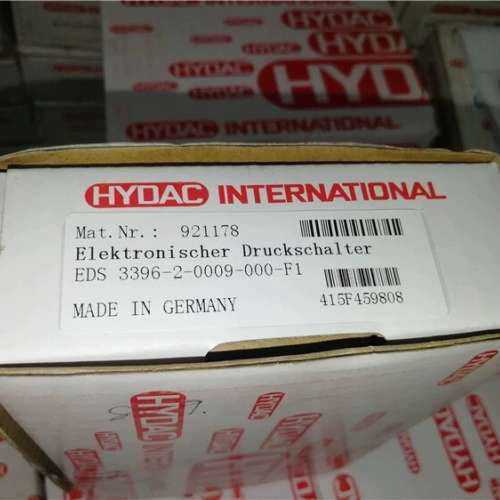 HYDAC
HYD
HYDAC INTERNATIONAL
HYDAC INTERNATIONAL
Mat.Nr.: 921178
Elektronischer Druckschalter
EDS 3396-2-0009-000-F1
MADE IN GERMANY
415F459808
HYDAC